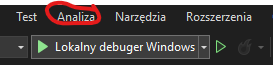 Test Analiza Narzędzia Rozszerzenia
Lokalny debuger Windows